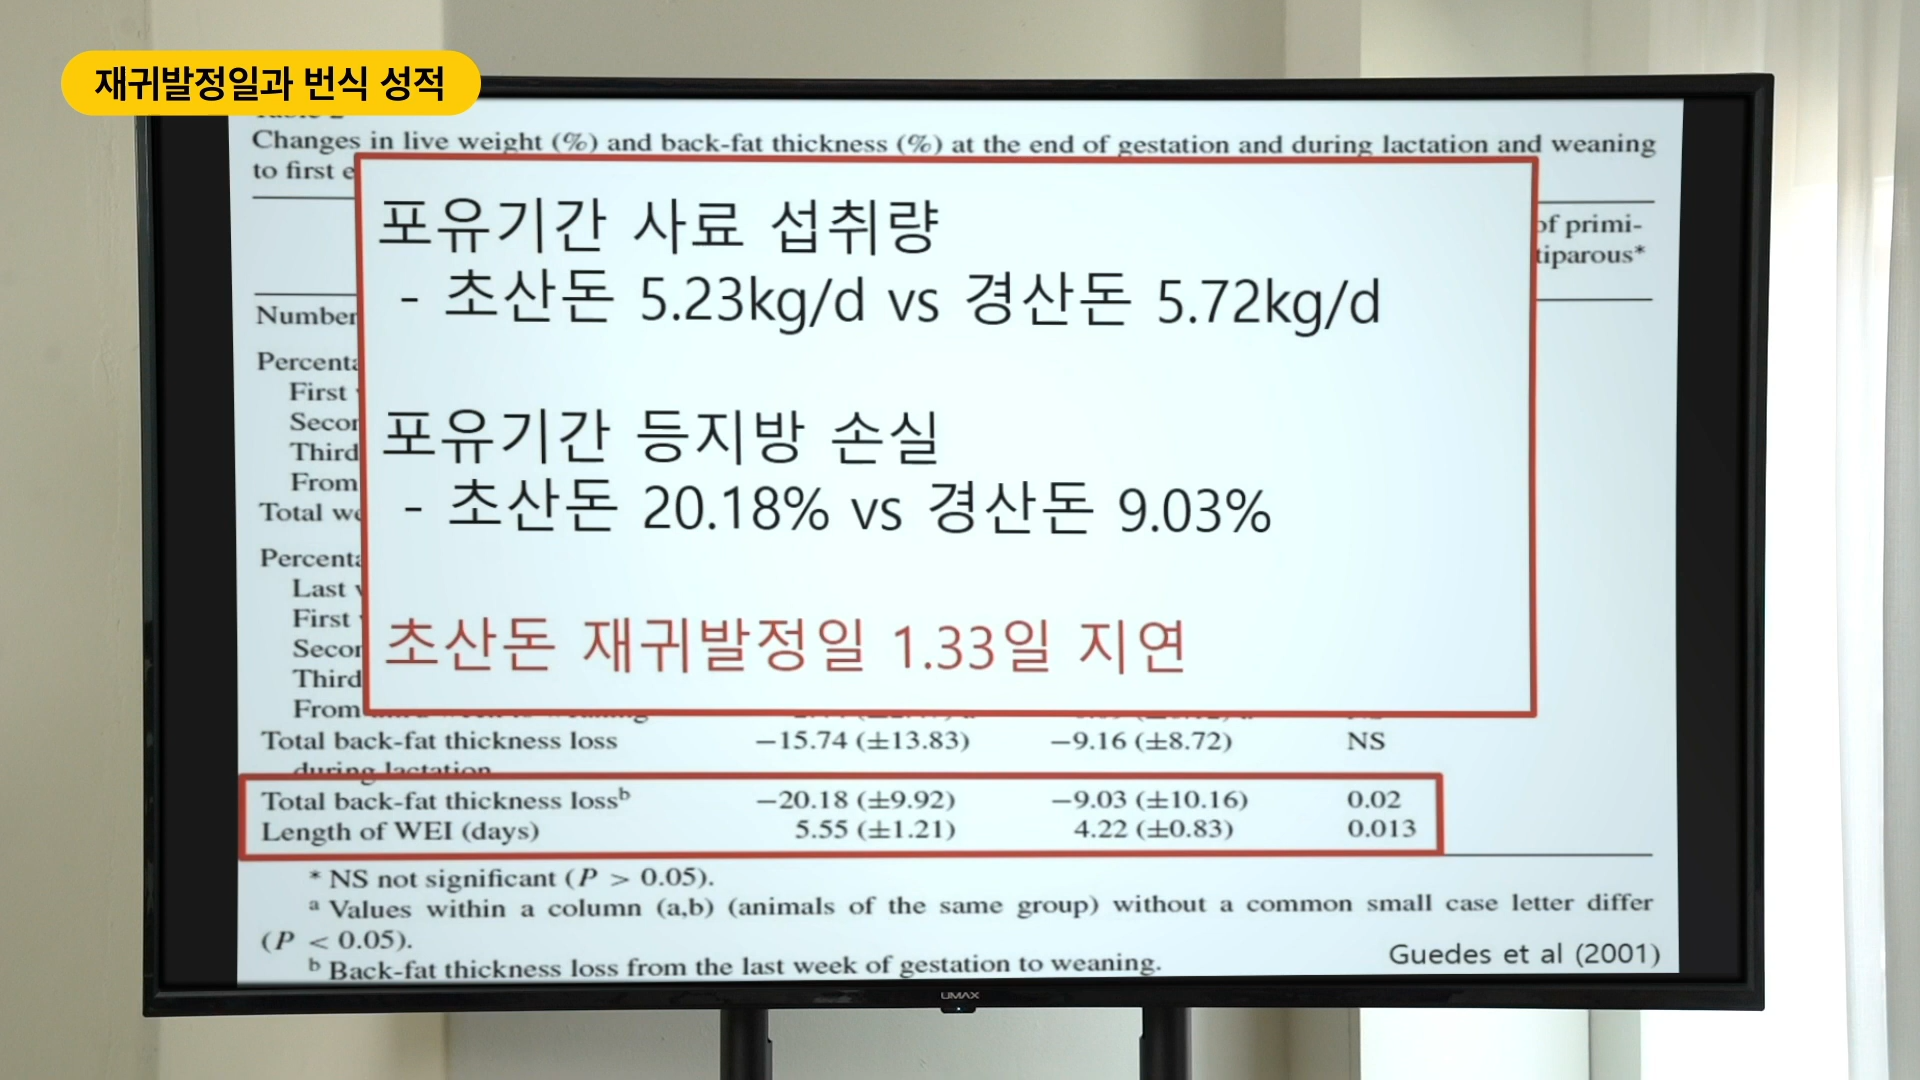 재귀발정일과 번식 성적
Changes in live weight (%) and back-fat thickness (%) at the end of gestation and during lactation and weaning
to first
of primi-
tiparous*
포유기간 사료 섭취량
- 초산돈 5.23kg/d vs 경산돈 5.72kg/d
포유기간 등지방 손실
- 초산돈 20.18% vs 경산돈 9.03%
초산돈 재귀발정일 1.33일 지연
Number
First
Third
From
Total
Last
First
Third
From
Total back-fat thickness loss −15.74 (±13.83) −9.16 (±8.72) NS
during lactation
Total back-fat thickness lossᵇ −20.18 (±9.92) −9.03 (±10.16) 0.02
Length of WEI (days) 5.55 (±1.21) 4.22 (±0.83) 0.013
* NS not significant (P > 0.05).
ᵃ Values within a column (a,b) (animals of the same group) without a common small case letter differ
(P < 0.05).
ᵇ Back-fat thickness loss from the last week of gestation to weaning.
Guedes et al (2001)
UMAX